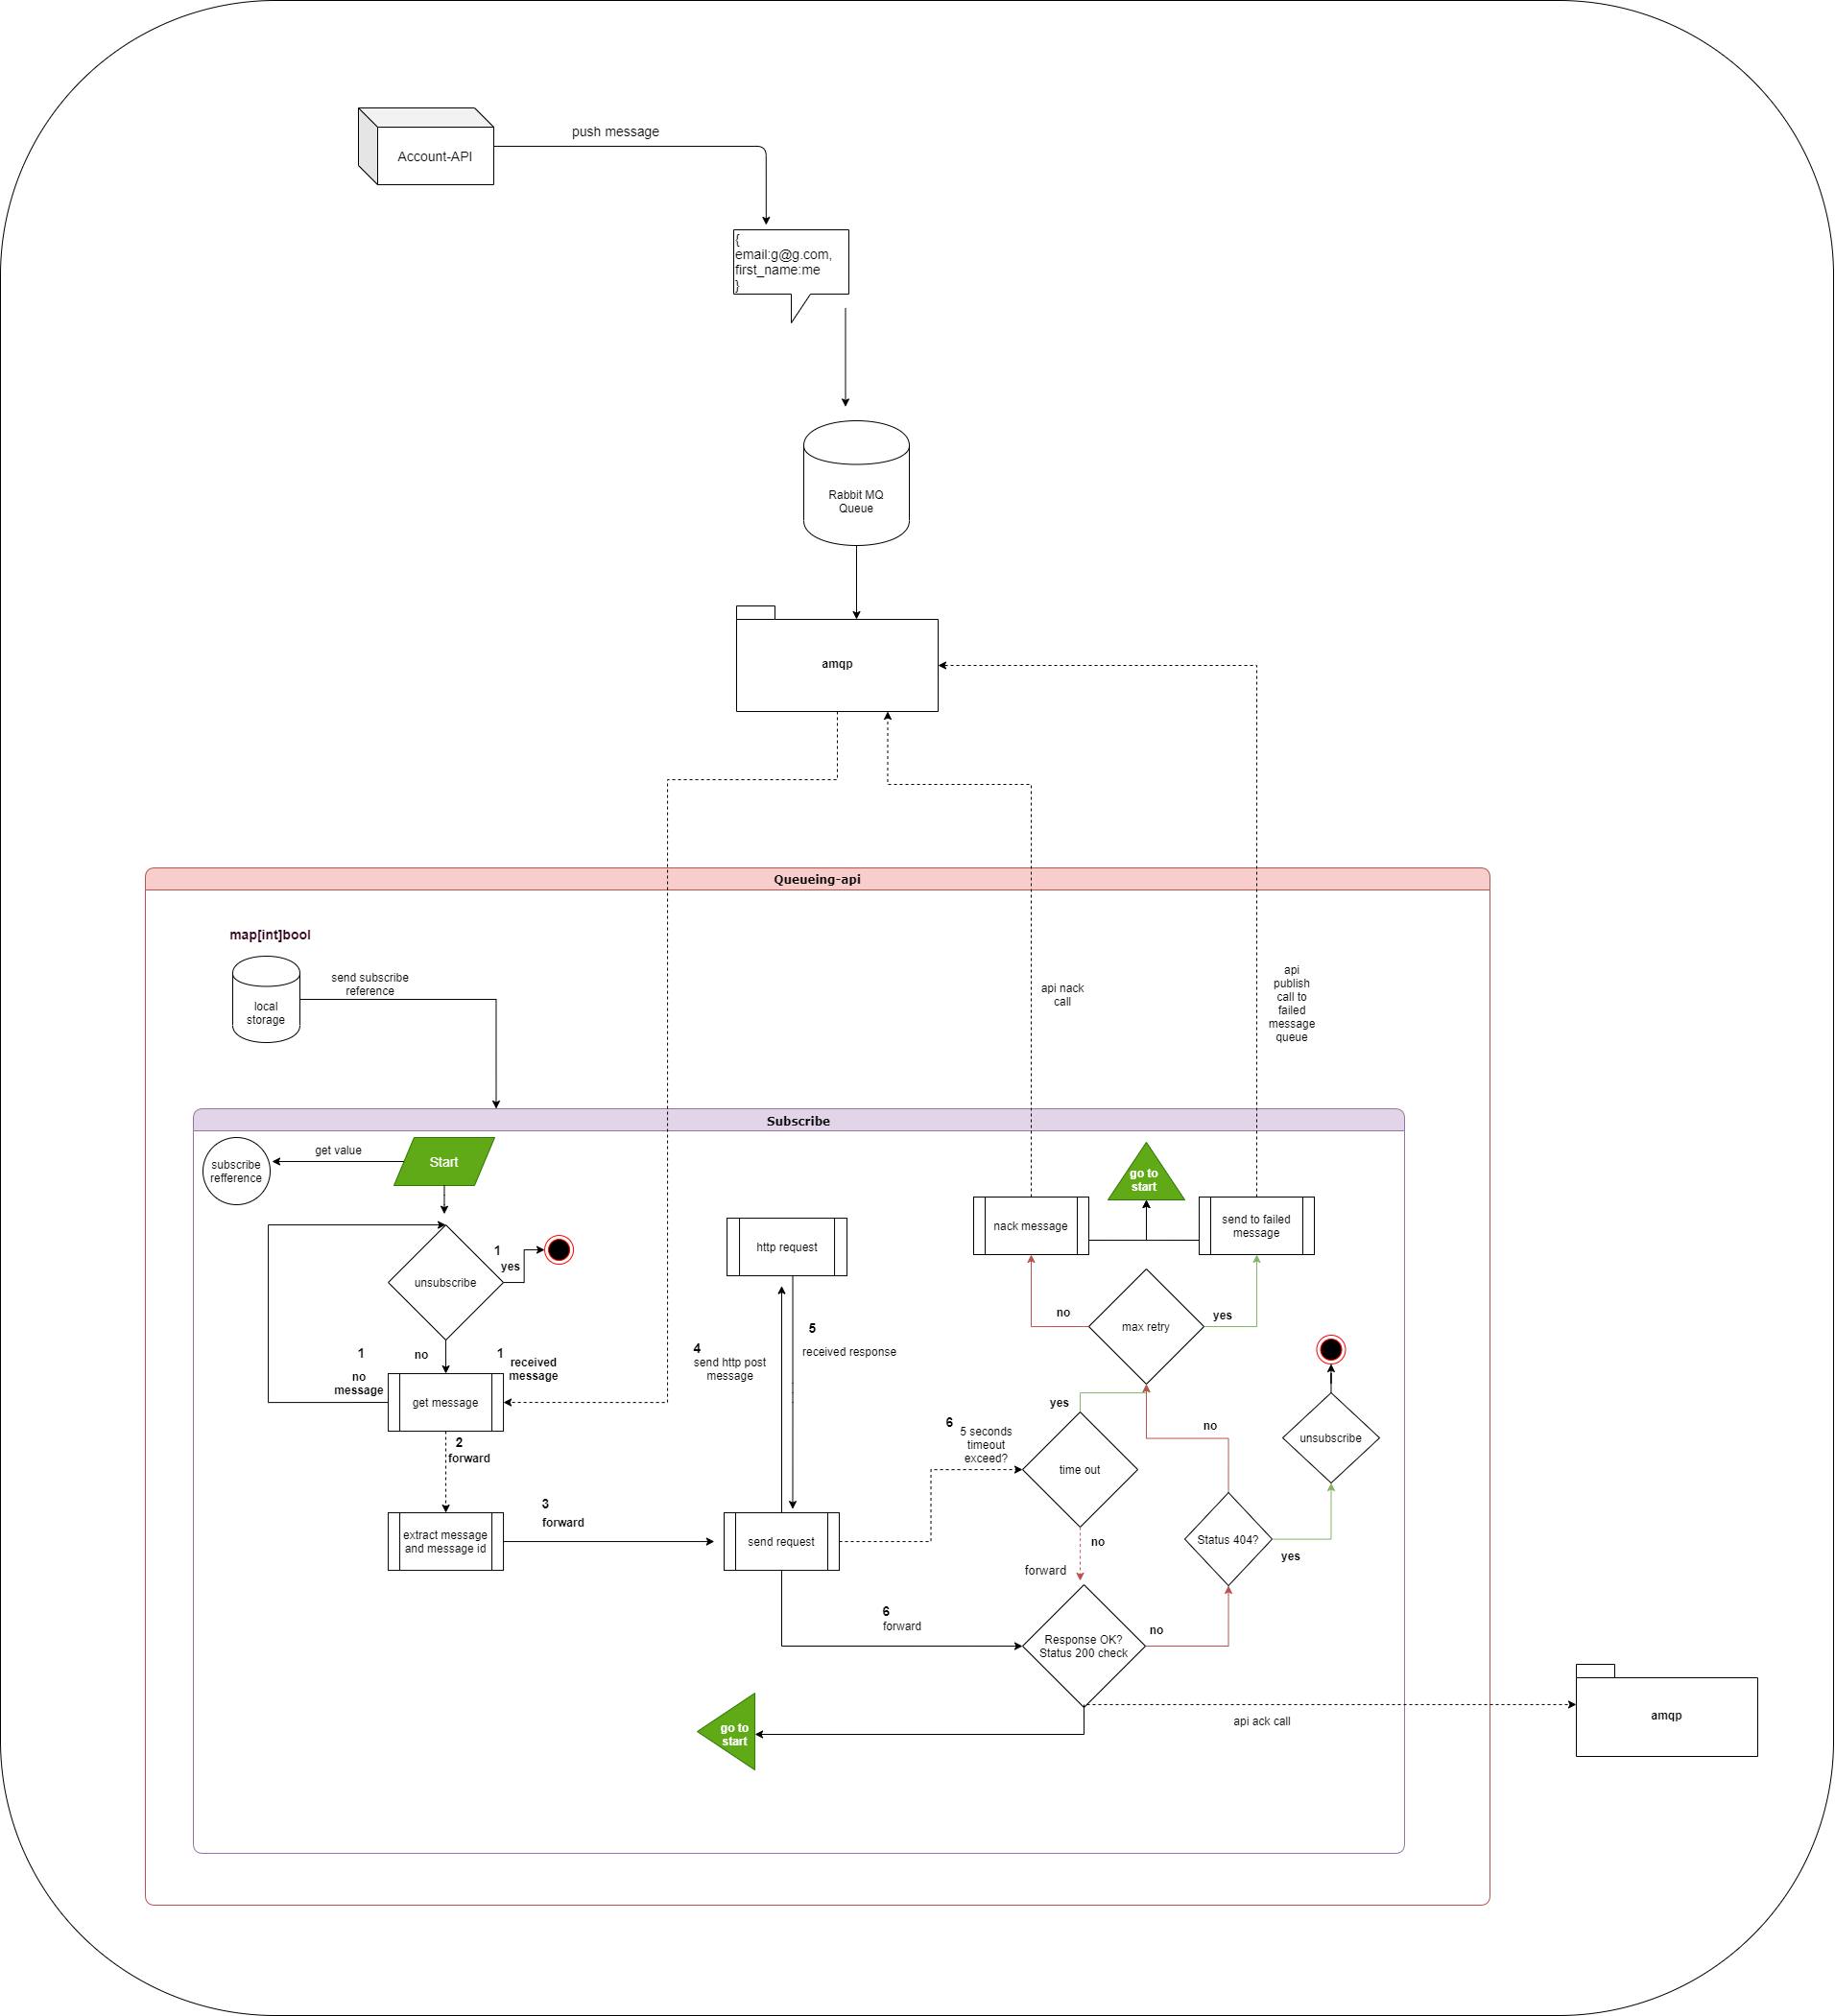 push message
Account-API
{
email:g@g.com,
first_name:me
}
Rabbit MQ
Queue
amqp
Queueing-api
map[int]bool
local
storage
send subscribe
reference
api nack
call
api
publish
call to
failed
message
queue
Subscribe
subscribe
refference
get value
Start
unsubscribe
1
yes
no
1
no
message
1
received
message
get message
2
forward
extract message
and message id
3
forward
http request
4
send http post
message
5
received response
send request
6
5 seconds
timeout
exceed?
6
forward
nack message
go to
start
send to failed
message
no
max retry
yes
yes
time out
no
forward
no
unsubscribe
Status 404?
yes
Response OK?
Status 200 check
no
go to
start
api ack call
amqp